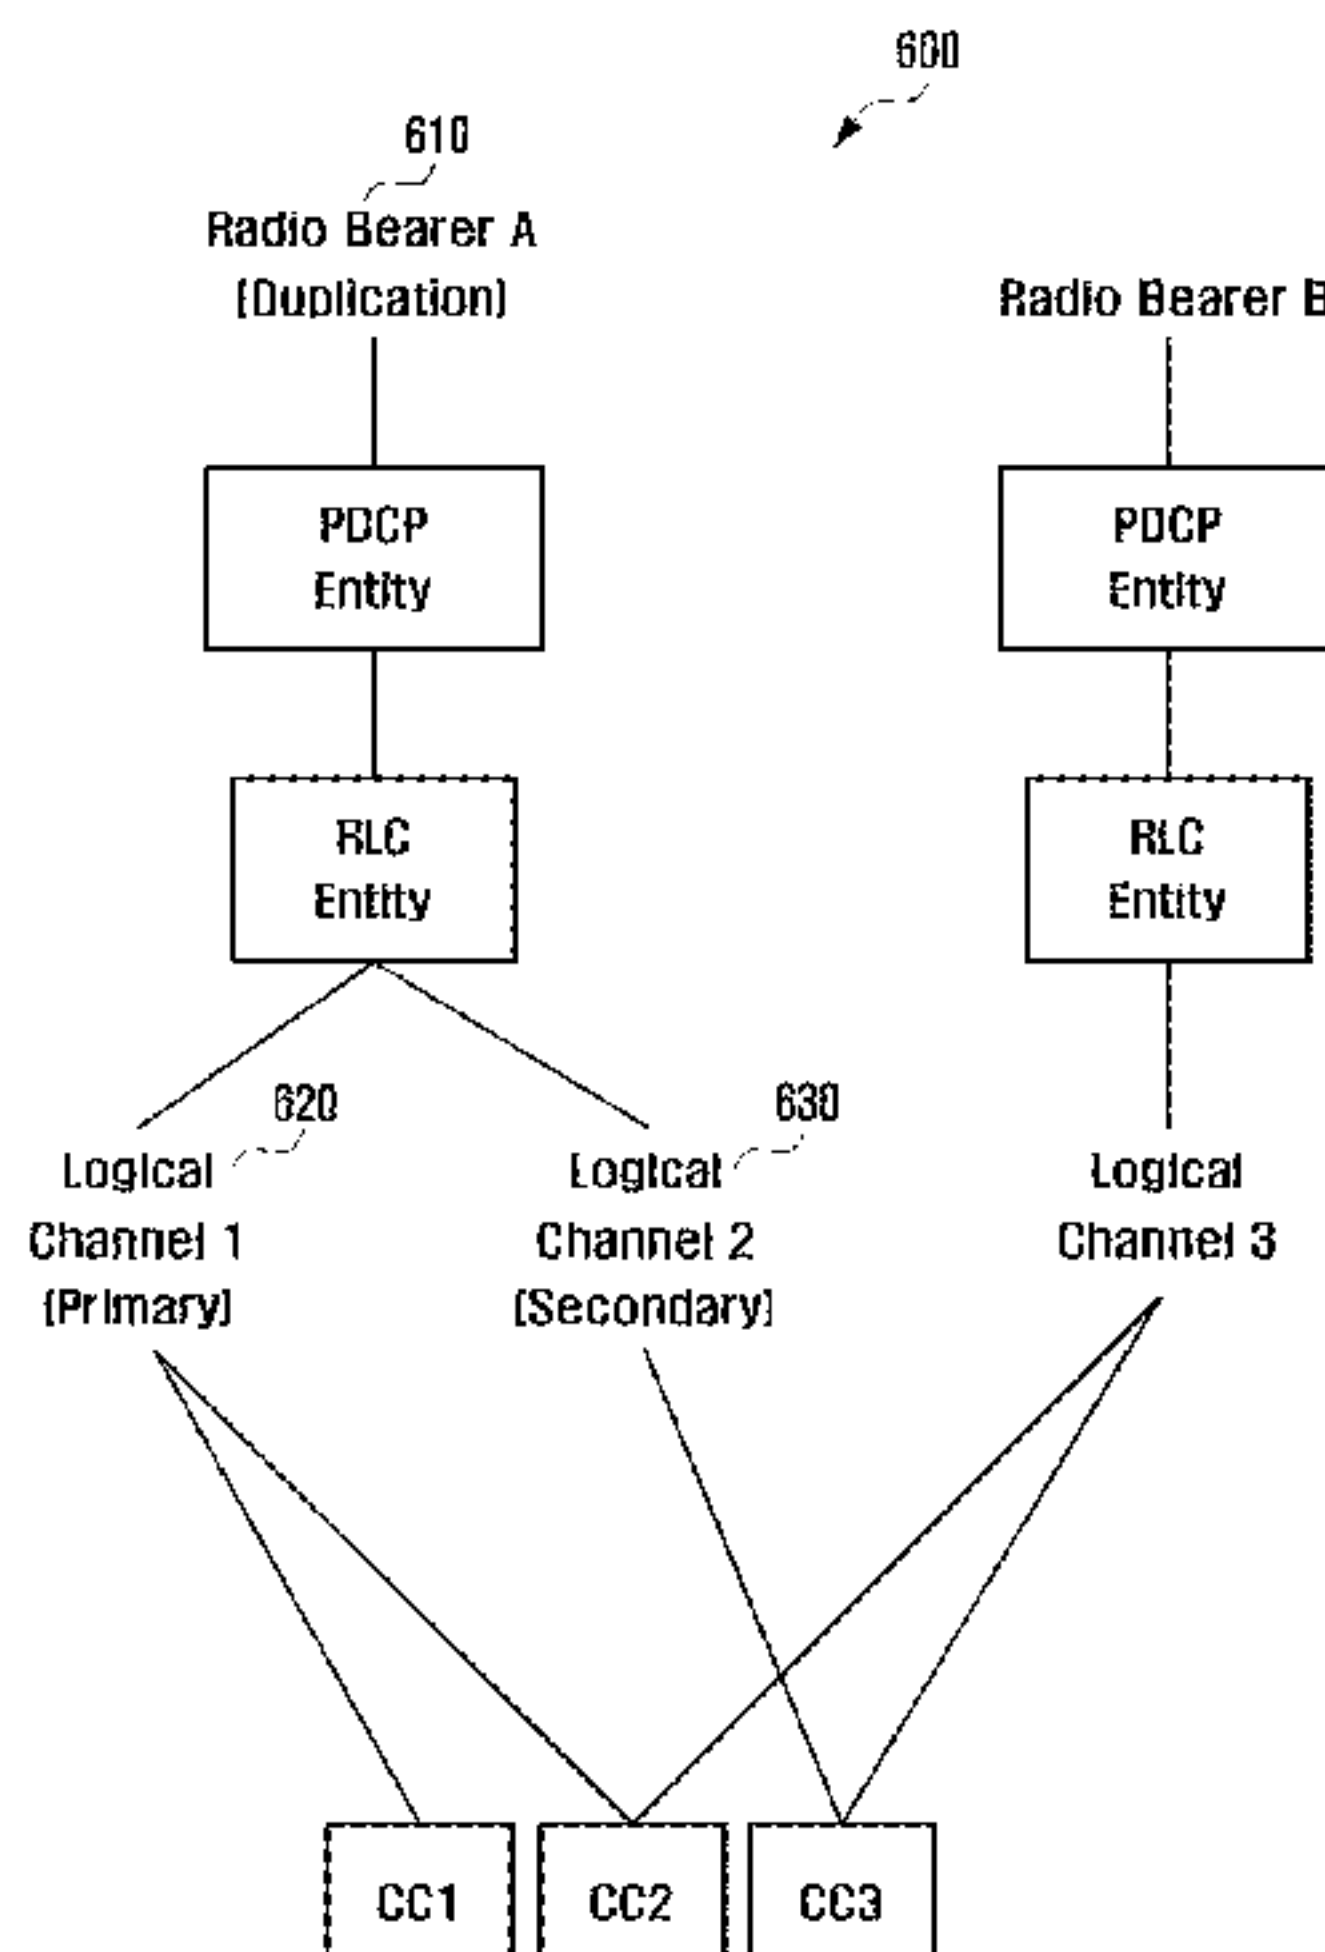 600
610
Radio Bearer A
(Duplication)
Radio Bearer B
PDCP
Entity
PDCP
Entity
RLC
Entity
RLC
Entity
620
630
Logical
Channel 1
(Primary)
Logical
Channel 2
(Secondary)
Logical
Channel 3
CC1
CC2
CC3